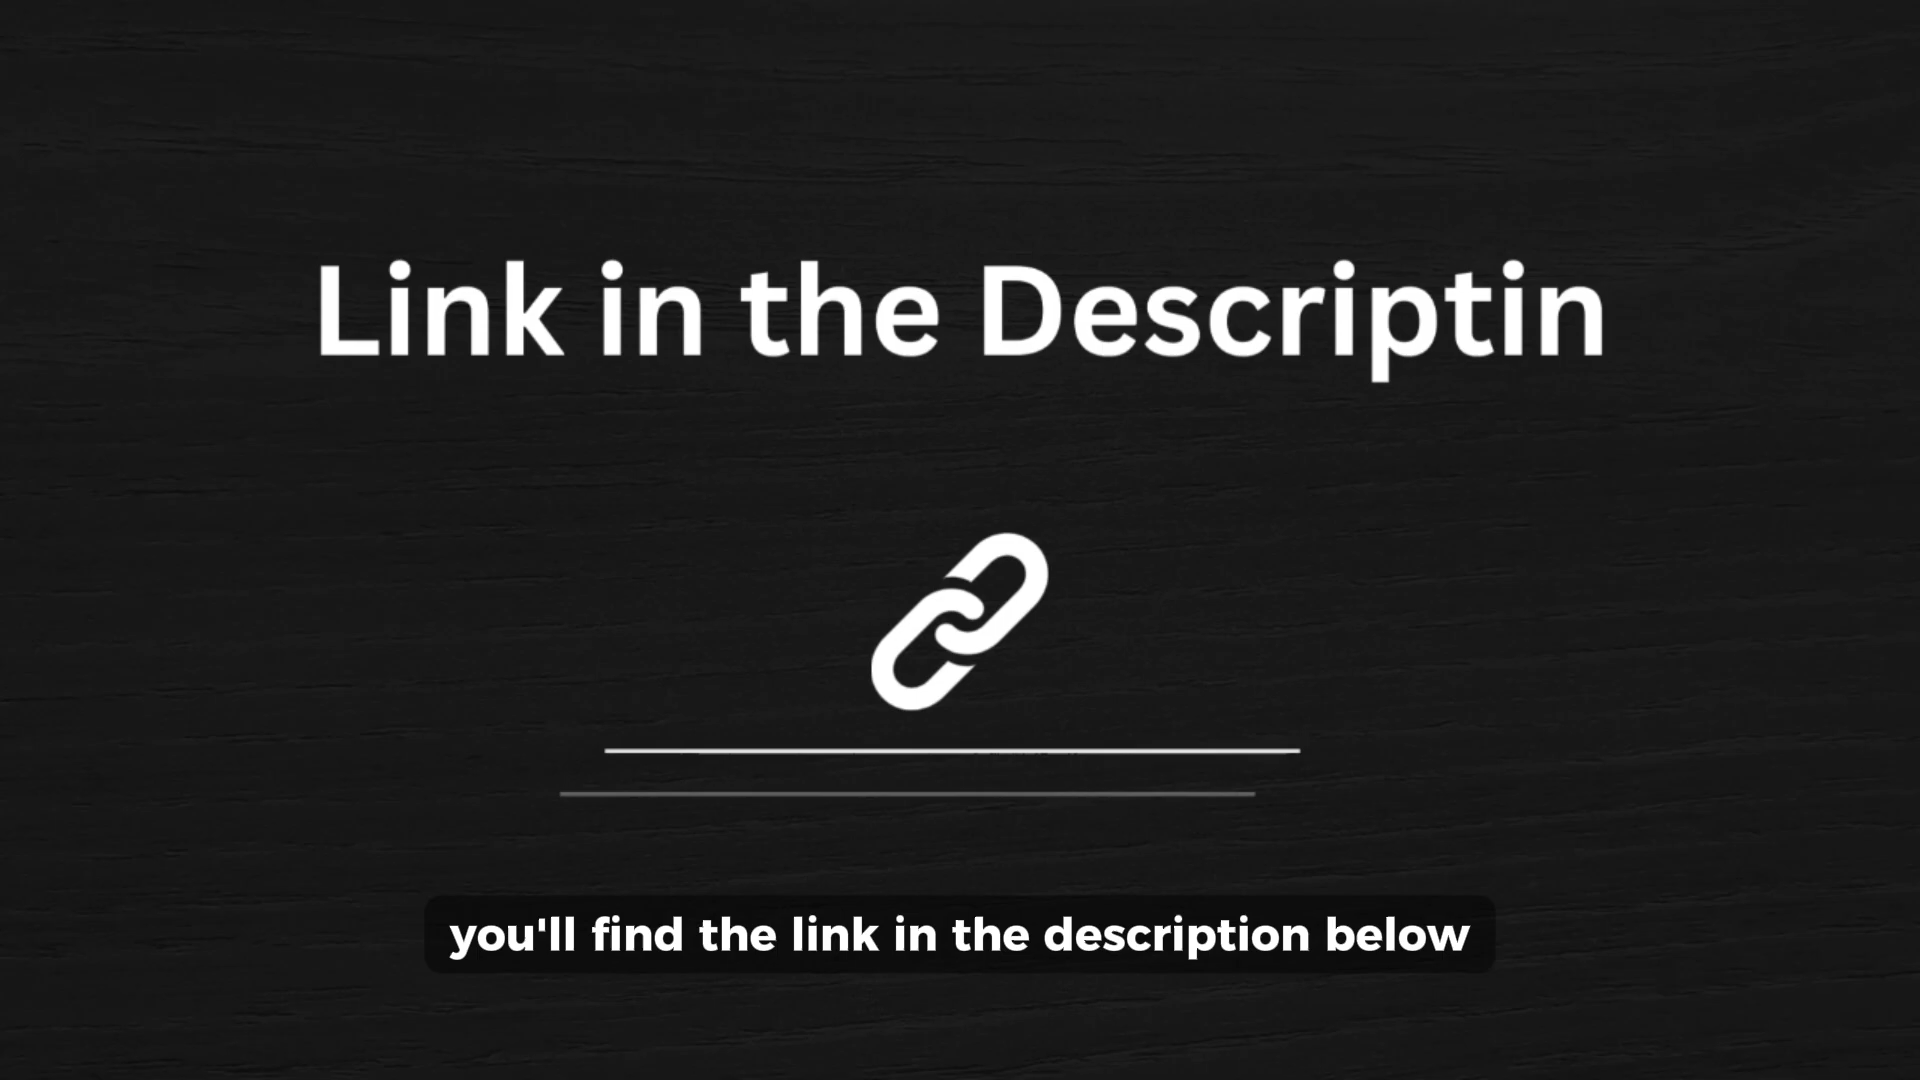 Link in the Descriptin
you'll find the link in the description below